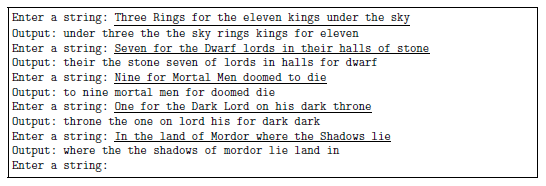 Enter a string: Three Rings for the eleven kings under the sky
Output: under three the the sky rings kings for eleven
Enter a string: Seven for the Dwarf lords in their halls of stone
Output: their the stone seven of lords in halls for dwarf
Enter a string: Nine for Mortal Men doomed to die
Output: to nine mortal men for doomed die
Enter a string: One for the Dark Lord on his dark throne
Output: throne the one on lord his for dark dark
Enter a string: In the land of Mordor where the Shadows lie
Output: where the the shadows of mordor lie land in
Enter a string: